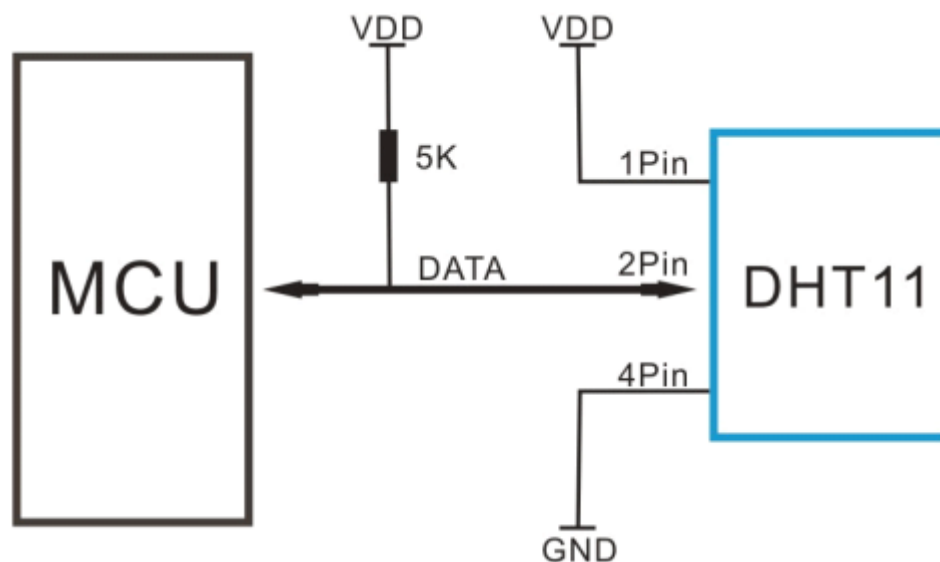 VDD
VDD
5K
1Pin
MCU
DATA
2Pin
DHT11
4Pin
GND